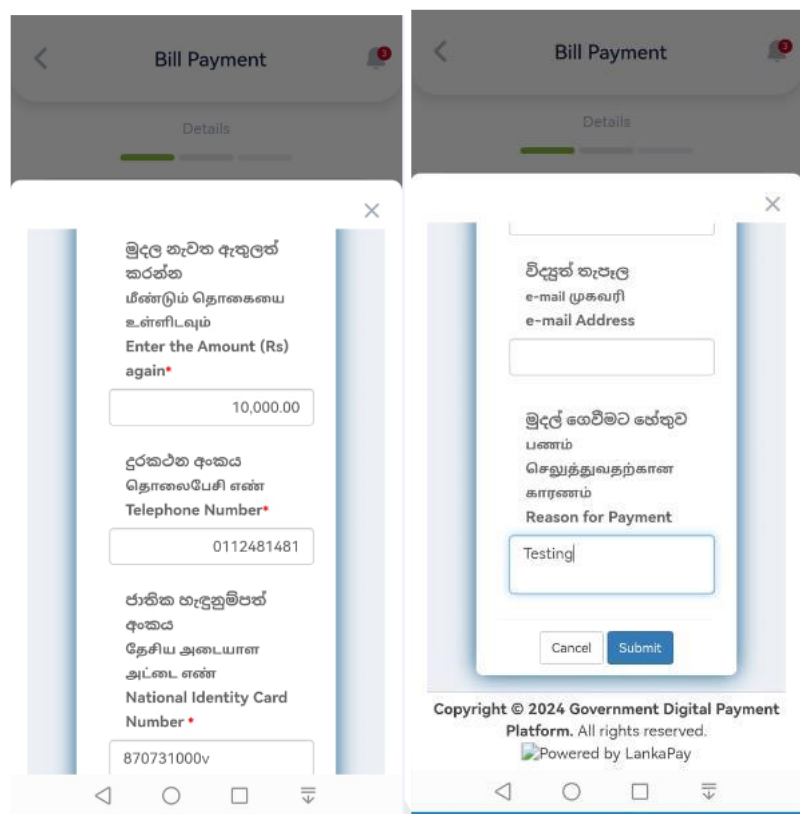 Bill Payment
3
Details
මුදල නැවත ඇතුලත්
කරන්න
மீண்டும் தொகையை
உள்ளிடவும்
Enter the Amount (Rs)
again*
10,000.00
දුරකථන අංකය
தொலைபேசி எண்
Telephone Number*
0112481481
ජාතික හැඳුනුම්පත්
අංකය
தேசிய அடையாள
அட்டை எண்
National Identity Card
Number *
870731000v
Bill Payment
3
Details
විද්‍යුත් තැපෑල
e-mail முகவரி
e-mail Address
මුදල් ගෙවීමට හේතුව
பணம்
செலுத்துவதற்கான
காரணம்
Reason for Payment
Testing
Cancel Submit
Copyright © 2024 Government Digital Payment
Platform. All rights reserved.
Powered by LankaPay